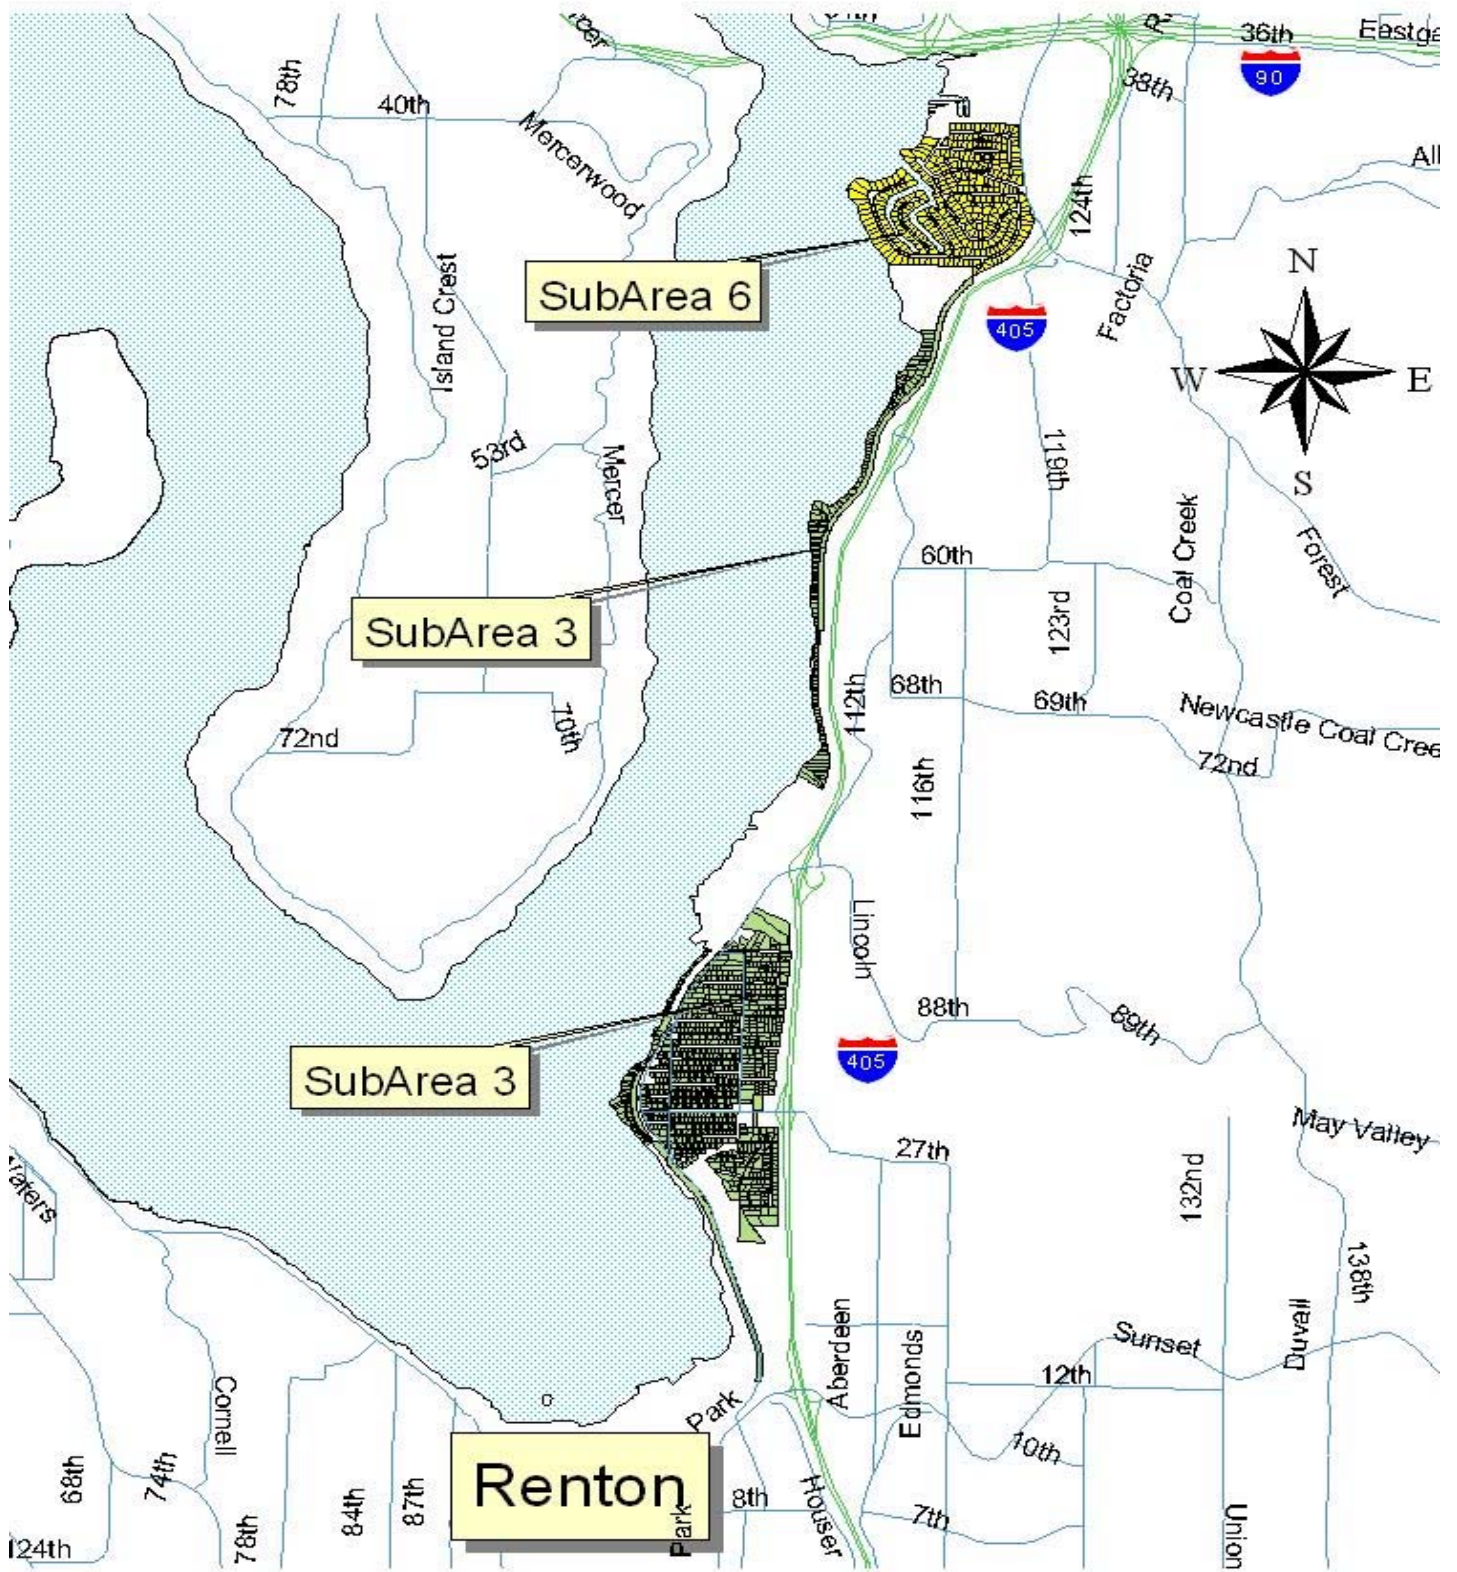 36th
Eastga
90
78th
40th
38th
Mercerwood
All
124th
N
SubArea 6
Island Crest
Factoria
405
W
E
53rd
Mercer
119th
S
60th
Coal Creek
Forest
SubArea 3
123rd
68th
69th
112th
Newcastle Coal Cree
72nd
70th
72nd
116th
Lincoln
88th
89th
405
SubArea 3
May Valley
27th
132nd
138th
Aberdeen
Edmonds
Sunset
Duvall
12th
Park
Cornell
10th
Renton
68th
74th
84th
87th
Park
8th
Houser
7th
78th
Union
124th